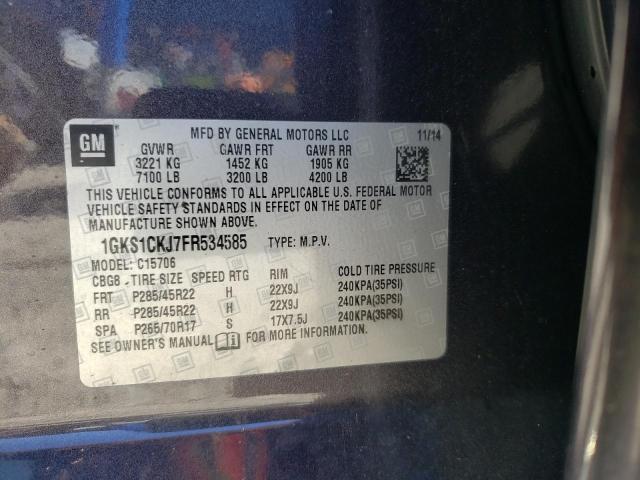 GM
MFD BY GENERAL MOTORS LLC 11/14
GVWR GAWR FRT GAWR RR
3221 KG 1452 KG 1905 KG
7100 LB 3200 LB 4200 LB
THIS VEHICLE CONFORMS TO ALL APPLICABLE U.S. FEDERAL MOTOR
VEHICLE SAFETY STANDARDS IN EFFECT ON THE DATE OF
MANUFACTURE SHOWN ABOVE.
1GKS1CKJ7FR534585 TYPE: M.P.V.
MODEL: C15706
CBG8 TIRE SIZE SPEED RTG RIM COLD TIRE PRESSURE
FRT P285/45R22 H 22X9J 240KPA(35PSI)
RR P285/45R22 H 22X9J 240KPA(35PSI)
SPA P265/70R17 S 17X7.5J 240KPA(35PSI)
SEE OWNER'S MANUAL FOR MORE INFORMATION.